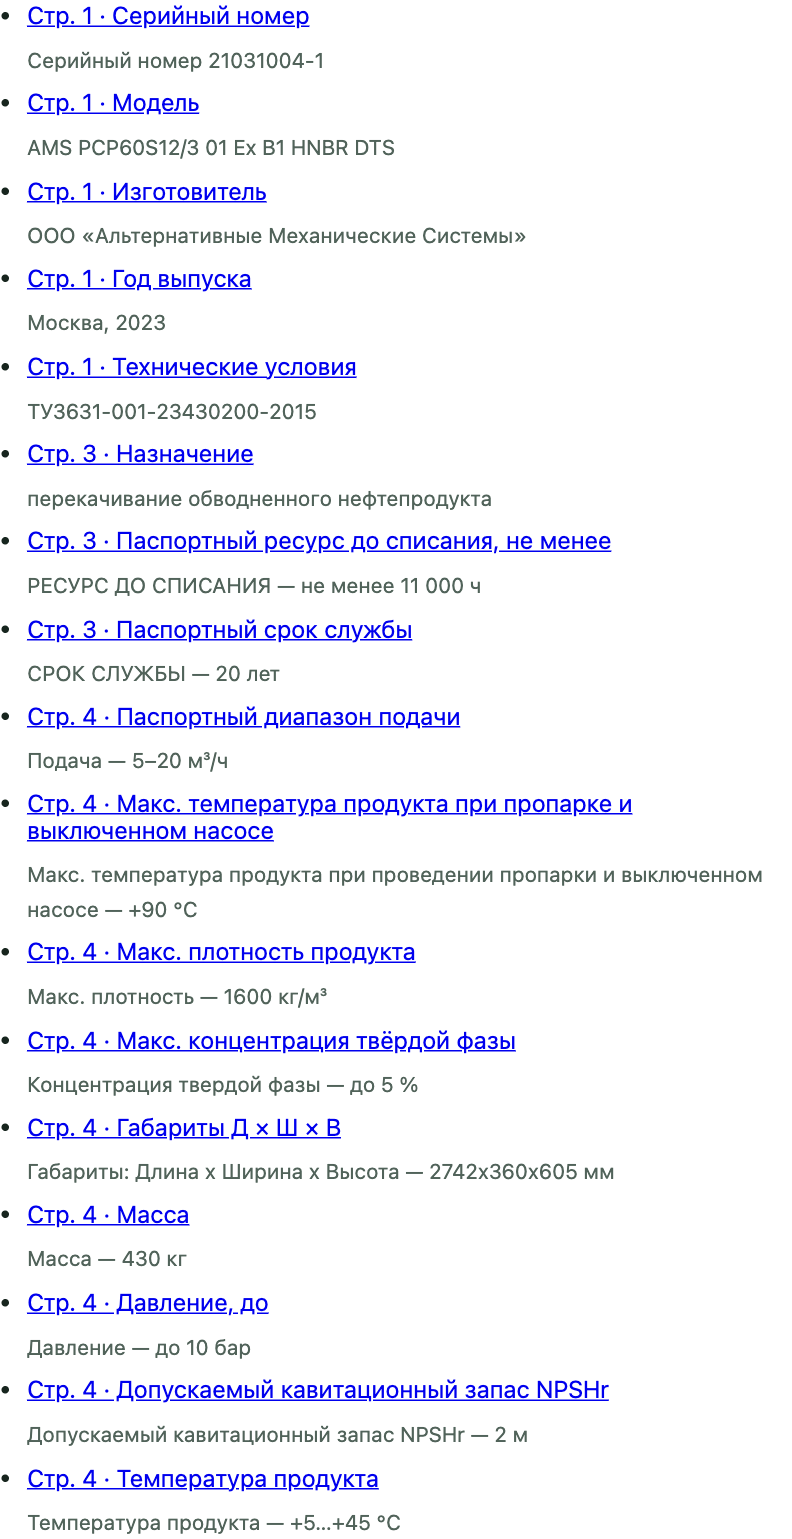 Стр. 1 · Серийный номер
Серийный номер 21031004-1
Стр. 1 · Модель
AMS PCP60S12/3 01 Ex B1 HNBR DTS
Стр. 1 · Изготовитель
ООО «Альтернативные Механические Системы»
Стр. 1 · Год выпуска
Москва, 2023
Стр. 1 · Технические условия
ТУ3631-001-23430200-2015
Стр. 3 · Назначение
перекачивание обводненного нефтепродукта
Стр. 3 · Паспортный ресурс до списания, не менее
РЕСУРС ДО СПИСАНИЯ — не менее 11 000 ч
Стр. 3 · Паспортный срок службы
СРОК СЛУЖБЫ — 20 лет
Стр. 4 · Паспортный диапазон подачи
Подача — 5–20 м³/ч
Стр. 4 · Макс. температура продукта при пропарке и
выключенном насосе
Макс. температура продукта при проведении пропарки и выключенном
насосе — +90 °С
Стр. 4 · Макс. плотность продукта
Макс. плотность — 1600 кг/м³
Стр. 4 · Макс. концентрация твёрдой фазы
Концентрация твердой фазы — до 5 %
Стр. 4 · Габариты Д × Ш × В
Габариты: Длина х Ширина х Высота — 2742х360х605 мм
Стр. 4 · Масса
Масса — 430 кг
Стр. 4 · Давление, до
Давление — до 10 бар
Стр. 4 · Допускаемый кавитационный запас NPSHr
Допускаемый кавитационный запас NPSHr — 2 м
Стр. 4 · Температура продукта
Температура продукта — +5…+45 °С